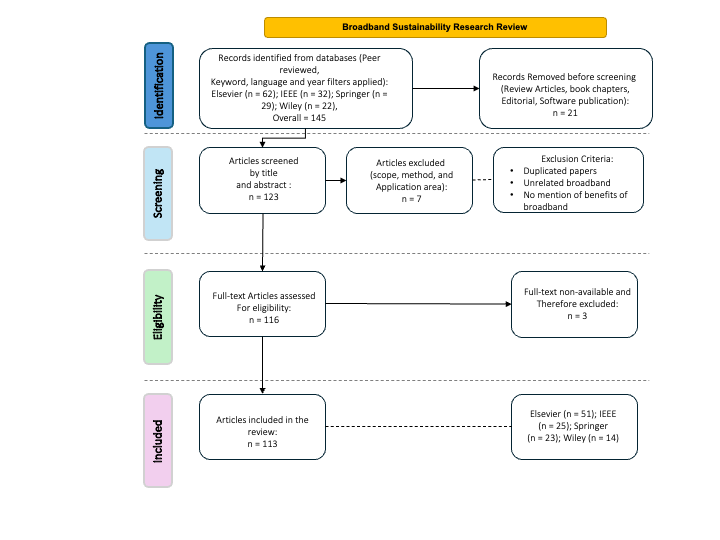 Broadband Sustainability Research Review
Identification
Records identified from databases (Peer
reviewed,
Keyword, language and year filters applied):
Elsevier (n = 62); IEEE (n = 32); Springer (n =
29); Wiley (n = 22),
Overall = 145
Records Removed before screening
(Review Articles, book chapters,
Editorial, Software publication):
n = 21
Screening
Articles screened
by title
and abstract :
n = 123
Articles excluded
(scope, method, and
Application area):
n = 7
Exclusion Criteria:
• Duplicated papers
• Unrelated broadband
• No mention of benefits of
broadband
Eligibility
Full-text Articles assessed
For eligibility:
n = 116
Full-text non-available and
Therefore excluded:
n = 3
Included
Articles included in the
review:
n = 113
Elsevier (n = 51); IEEE
(n = 25); Springer
(n = 23); Wiley (n = 14)